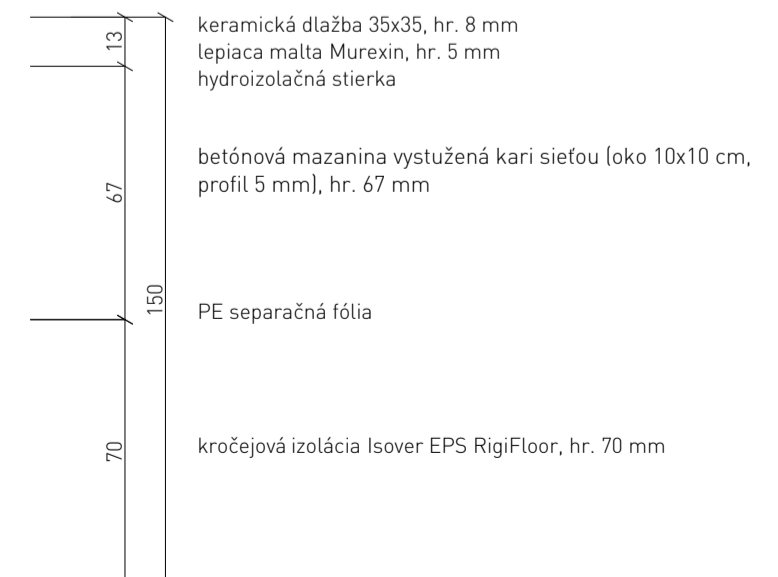 keramická dlažba 35x35, hr. 8 mm
lepiaca malta Murexin, hr. 5 mm
hydroizolačná stierka
13
betónová mazanina vystužená kari sieťou (oko 10x10 cm,
profil 5 mm), hr. 67 mm
67
150
PE separačná fólia
kročejová izolácia Isover EPS RigiFloor, hr. 70 mm
70